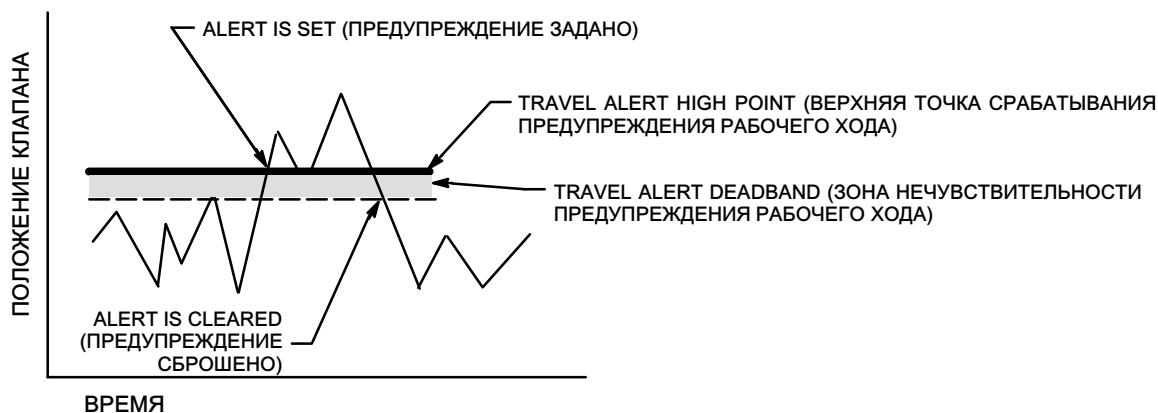 ALERT IS SET (ПРЕДУПРЕЖДЕНИЕ ЗАДАНО)
ПОЛОЖЕНИЕ КЛАПАНА
TRAVEL ALERT HIGH POINT (ВЕРХНЯЯ ТОЧКА СРАБАТЫВАНИЯ
ПРЕДУПРЕЖДЕНИЯ РАБОЧЕГО ХОДА)
TRAVEL ALERT DEADBAND (ЗОНА НЕЧУВСТВИТЕЛЬНОСТИ
ПРЕДУПРЕЖДЕНИЯ РАБОЧЕГО ХОДА)
ALERT IS CLEARED
(ПРЕДУПРЕЖДЕНИЕ
СБРОШЕНО)
ВРЕМЯ